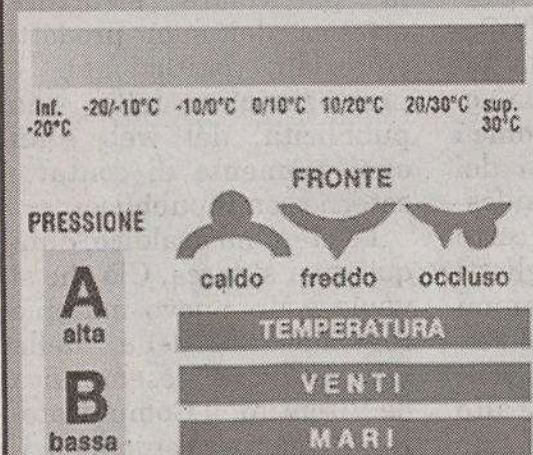 inf. -20/-10°C -10/0°C 0/10°C 10/20°C 20/30°C sup.
-20°C 30°C
FRONTE
PRESSIONE
caldo freddo occluso
A
alta
TEMPERATURA
VENTI
B
bassa
MARI